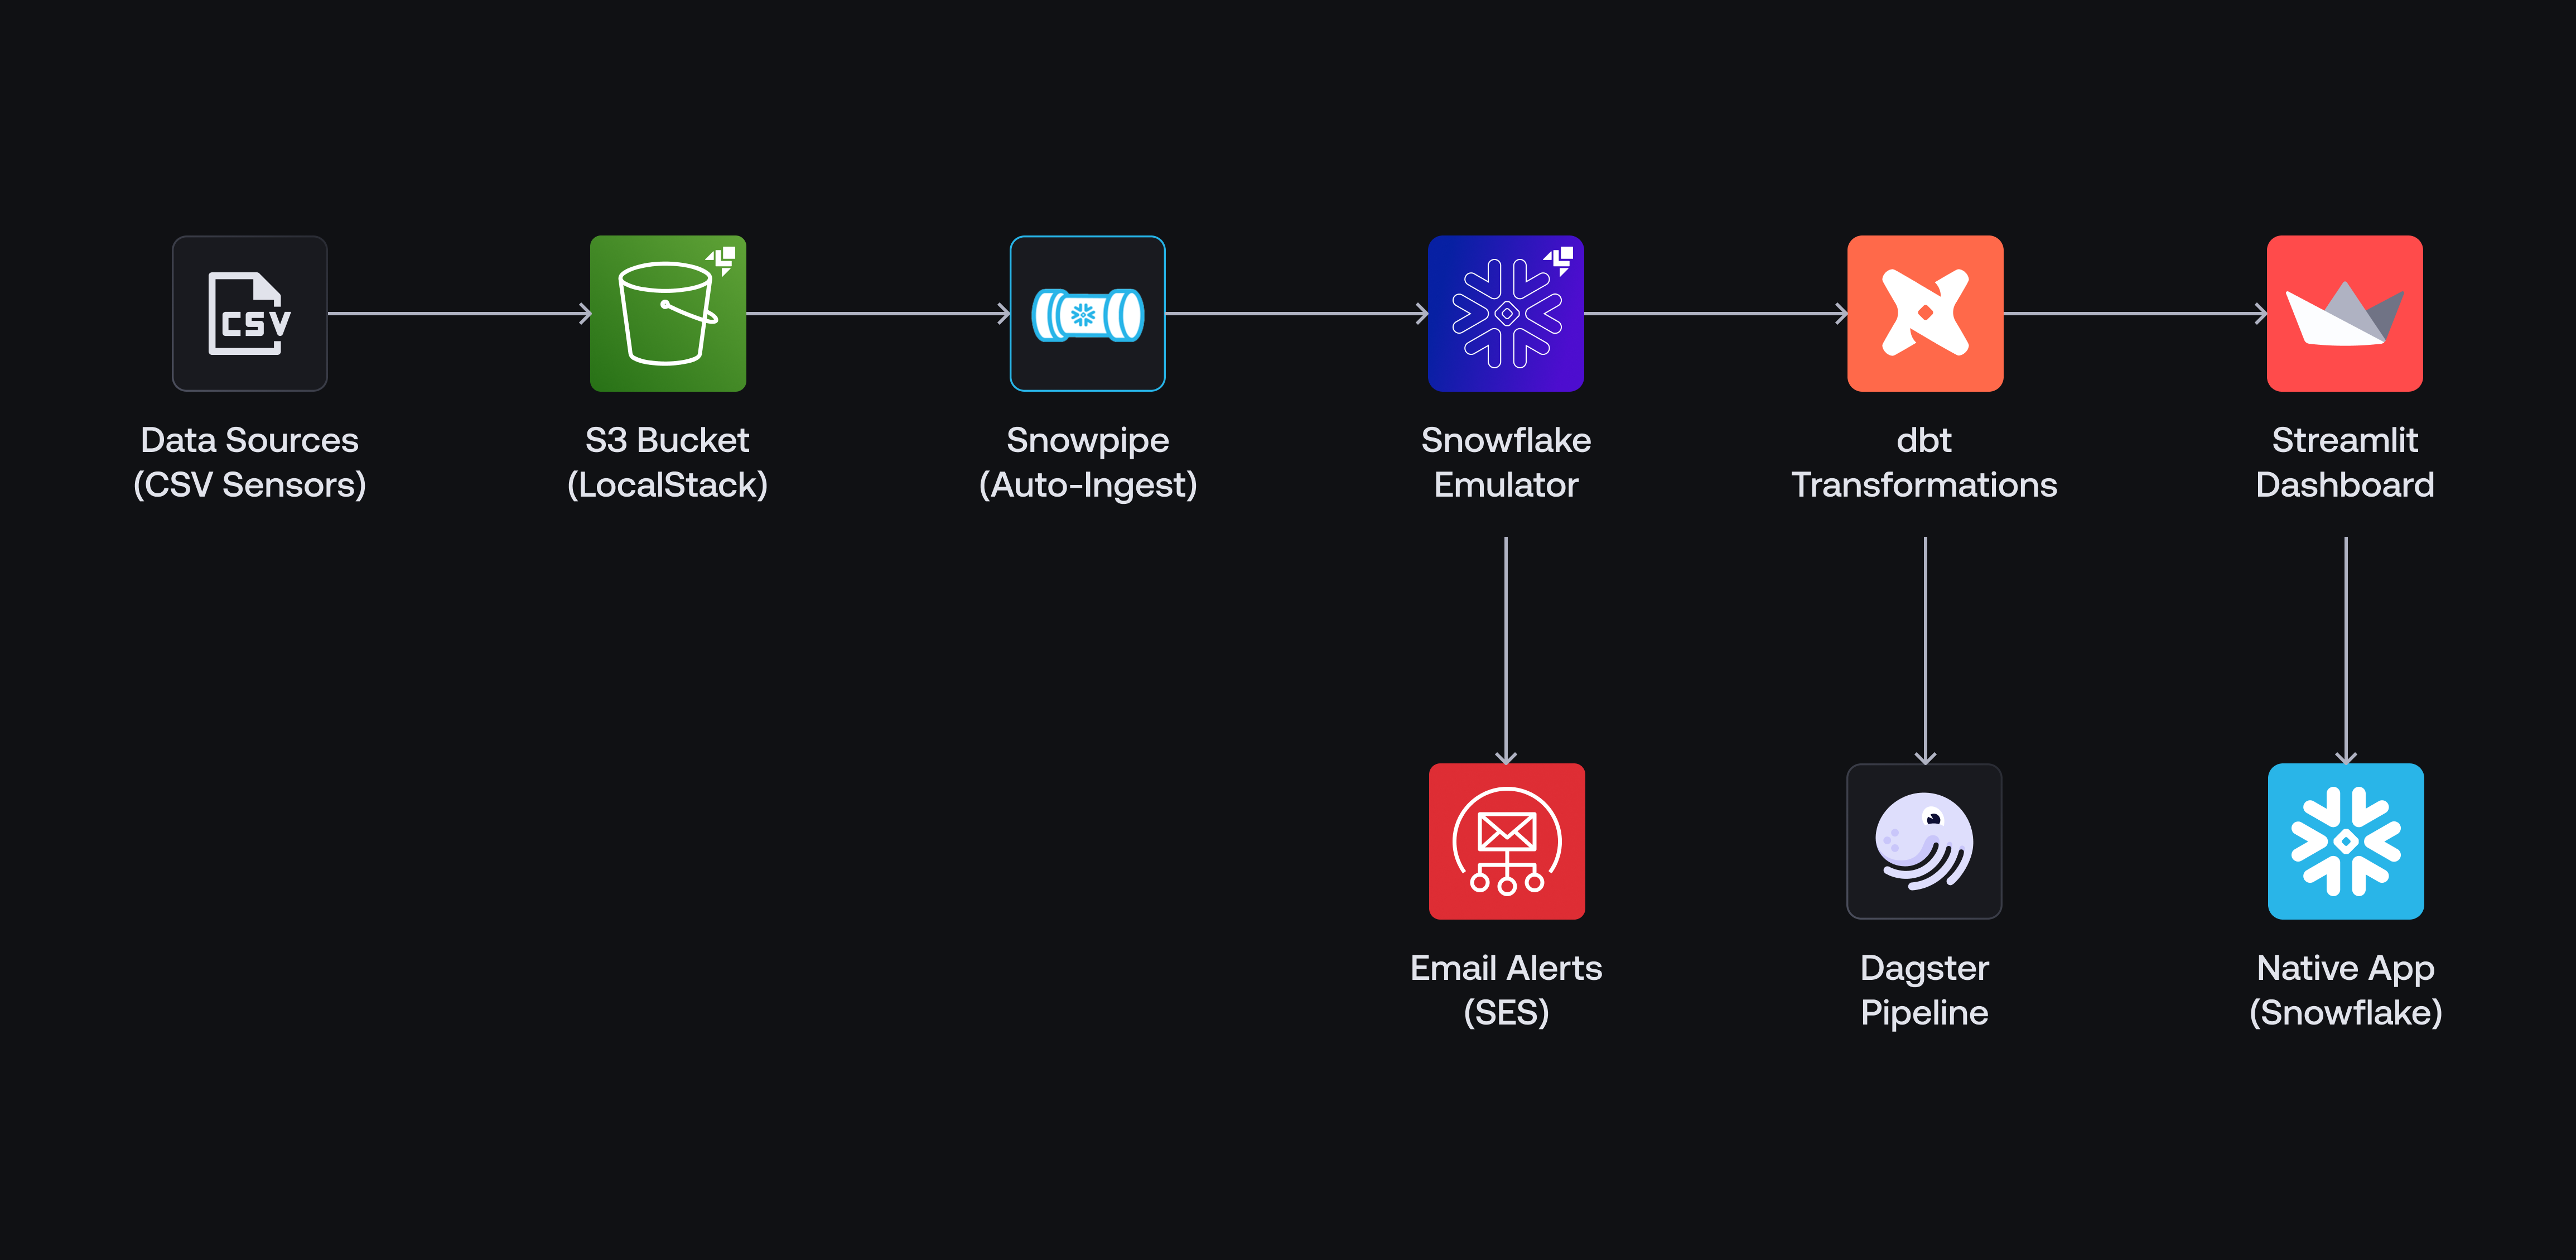 CSV
Data Sources
(CSV Sensors)
S3 Bucket
(LocalStack)
Snowpipe
(Auto-Ingest)
Snowflake
Emulator
dbt
Transformations
Streamlit
Dashboard
Email Alerts
(SES)
Dagster
Pipeline
Native App
(Snowflake)